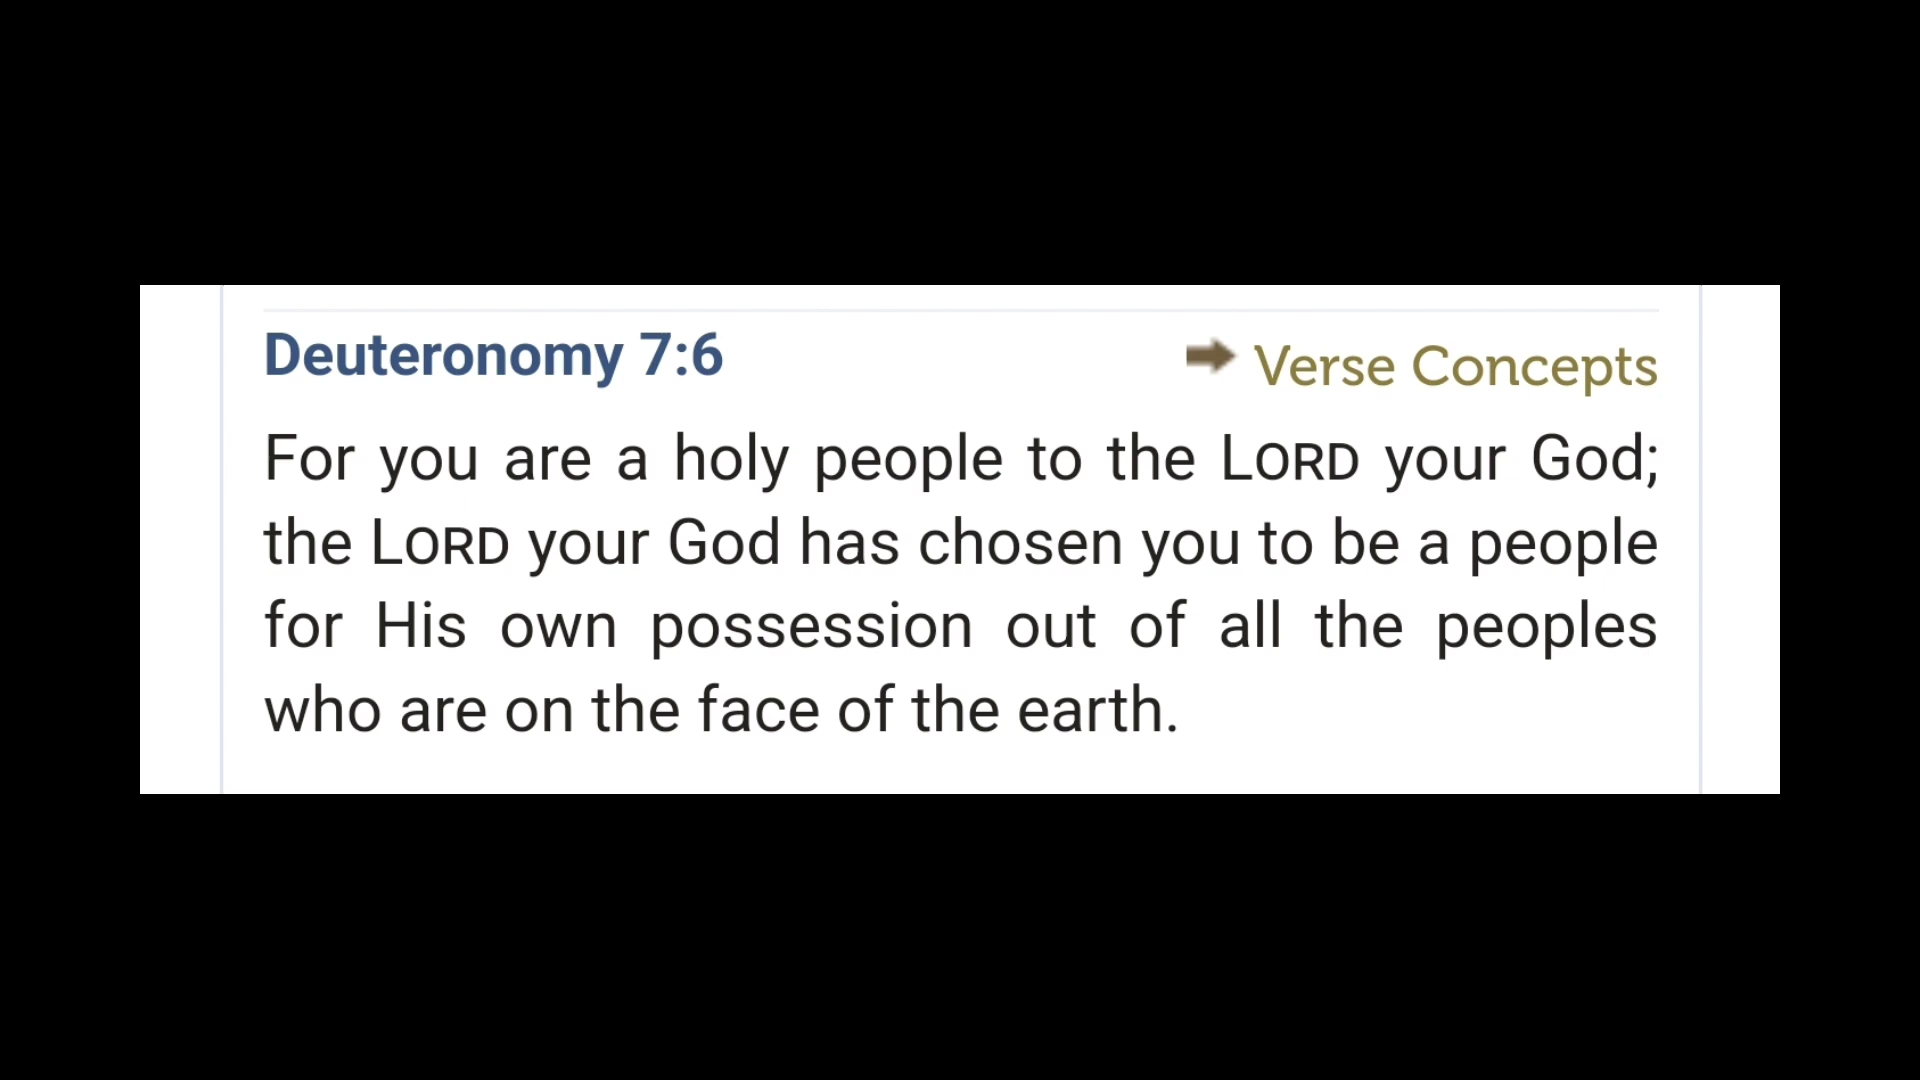 Deuteronomy 7:6
Verse Concepts
For you are a holy people to the LORD your God;
the LORD your God has chosen you to be a people
for His own possession out of all the peoples
who are on the face of the earth.